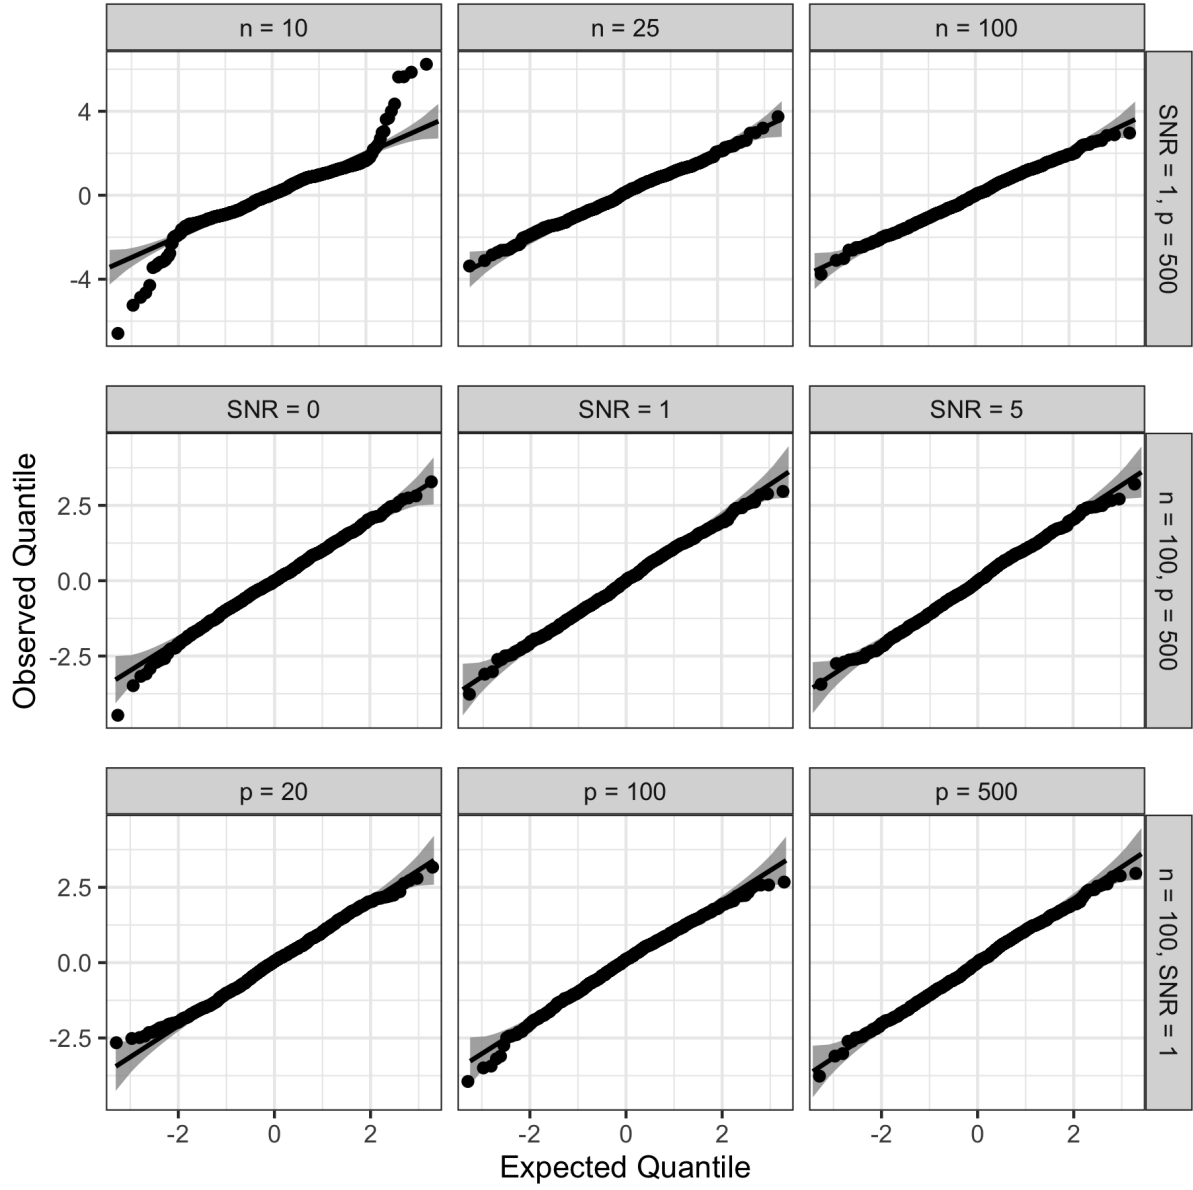 n = 10
n = 25
n = 100
4
0
-4
SNR = 1, p = 500
SNR = 0
SNR = 1
SNR = 5
Observed Quantile
2.5
0.0
-2.5
n = 100, p = 500
p = 20
p = 100
p = 500
2.5
0.0
-2.5
n = 100, SNR = 1
-2
0
2
-2
0
2
-2
0
2
Expected Quantile